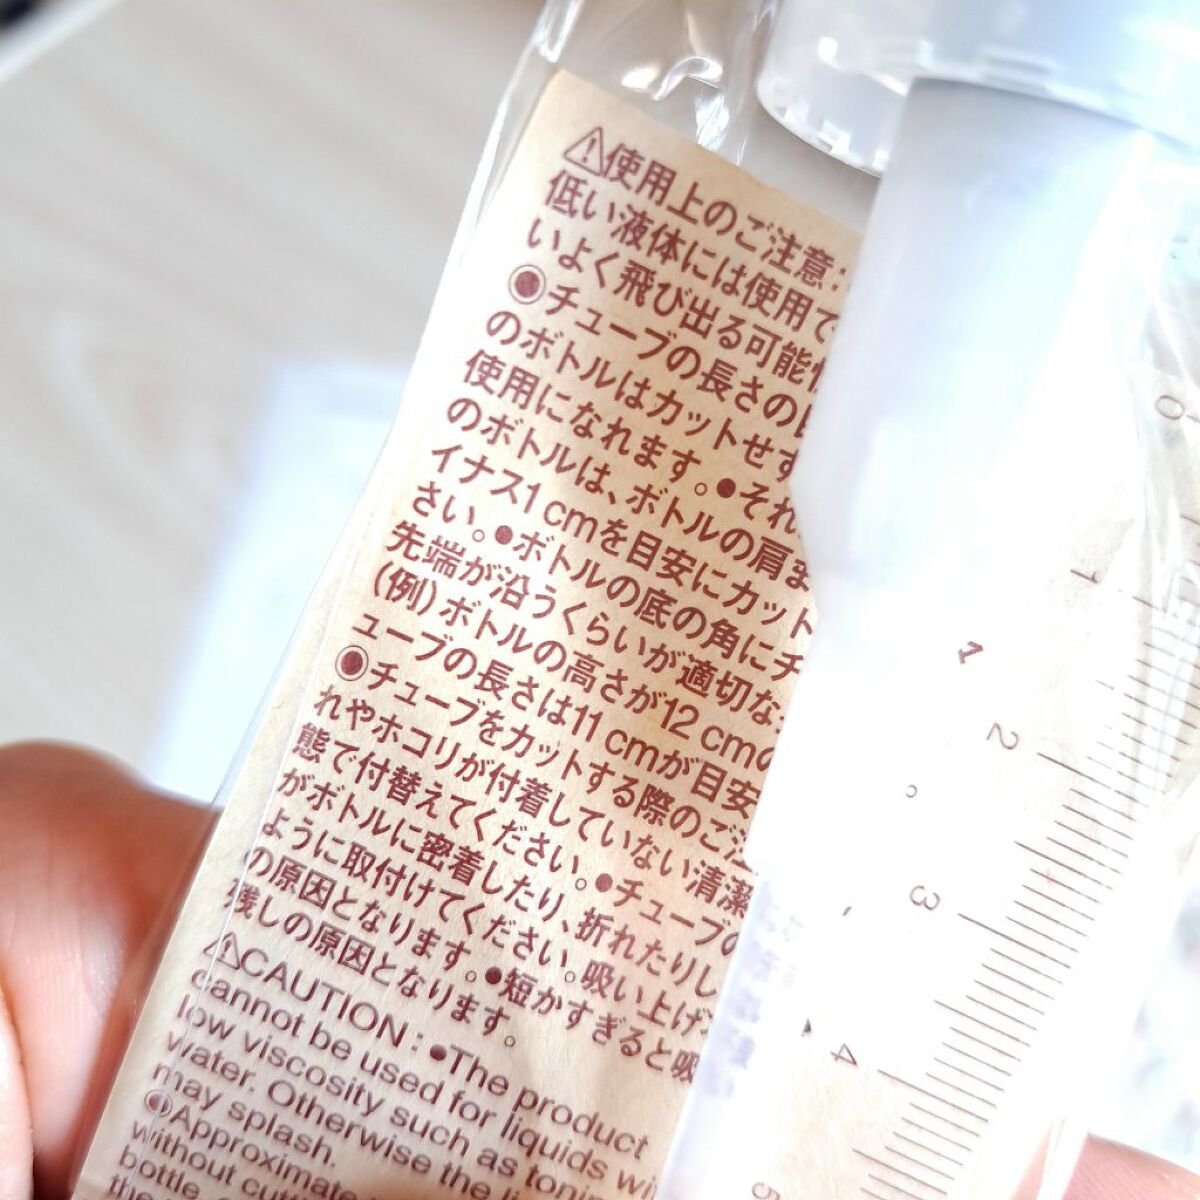 ⚠使用上のご注意：
低い液体には使用で
いよく飛び出る可能性
◉チューブの長さの
のボトルはカットせず
使用になれます。●それ
のボトルは、ボトルの肩ま
イナス1cmを目安にカット
さい。●ボトルの底の角にチ
先端が沿うくらいが適切な
(例)ボトルの高さが12cmの
ューブの長さは11cmが目安
◉チューブをカットする際のご注
れやホコリが付着していない清潔
態で付替えてください。●チューブの
がボトルに密着したり、折れたりし
ように取付けてください。吸い上げ
の原因となります。●短かすぎると吸
残しの原因となります。
⚠CAUTION：●The product
cannot be used for liquids wi
low viscosity such as tonin
water. Otherwise the li
may splash.
◉Approximate
without cutt
bottle.
the
0
1
2
3
4
5